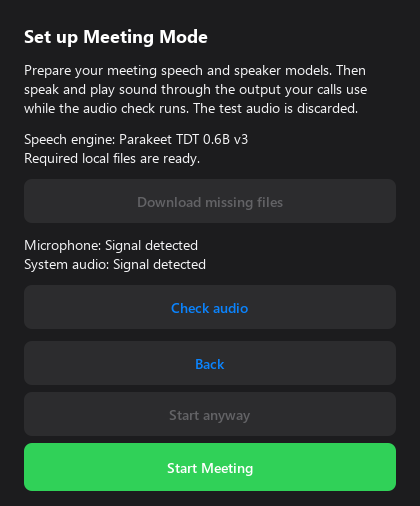 Set up Meeting Mode
Prepare your meeting speech and speaker models. Then
speak and play sound through the output your calls use
while the audio check runs. The test audio is discarded.
Speech engine: Parakeet TDT 0.6B v3
Required local files are ready.
Download missing files
Microphone: Signal detected
System audio: Signal detected
Check audio
Back
Start anyway
Start Meeting